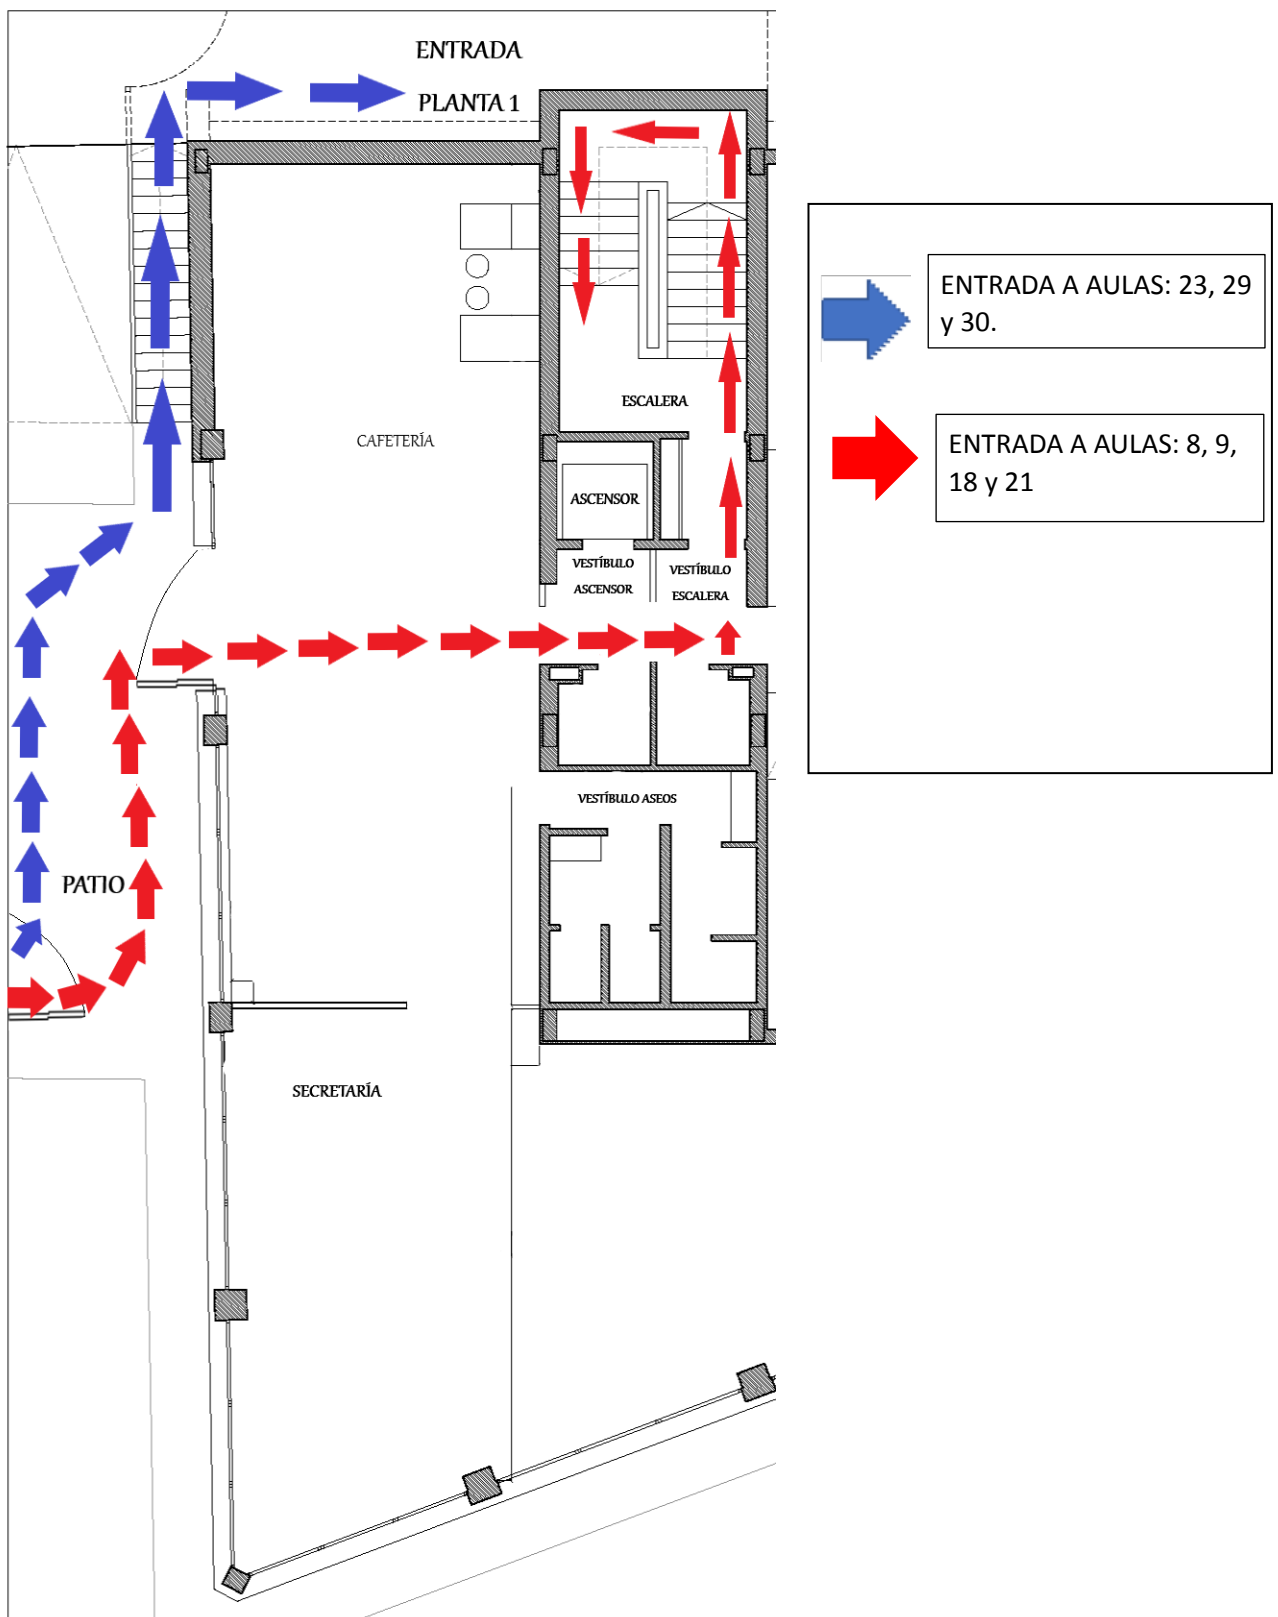 ENTRADA
PLANTA 1
ENTRADA A AULAS: 23, 29
y 30.
ESCALERA
CAFETERÍA
ENTRADA A AULAS: 8, 9,
18 y 21
ASCENSOR
VESTÍBULO
ASCENSOR
VESTÍBULO
ESCALERA
VESTÍBULO ASEOS
PATIO
SECRETARÍA